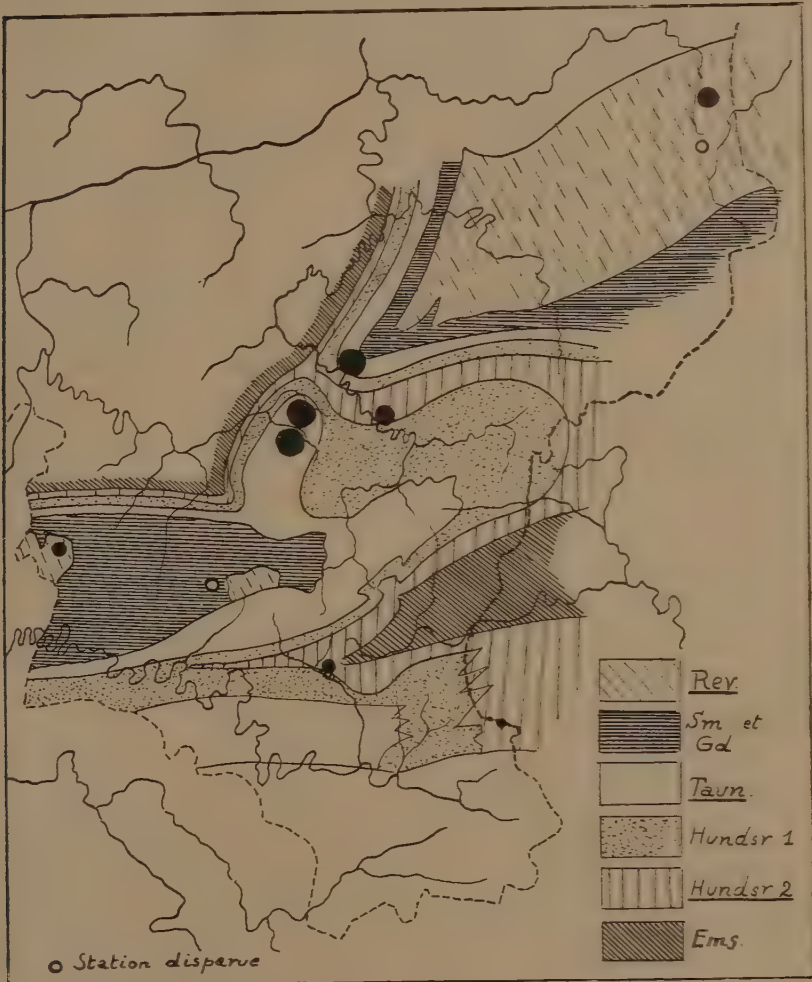 Rev
Sm et
Gd
Taun.
Hundsr 1
Hundsr 2
Ems.
Station disparue